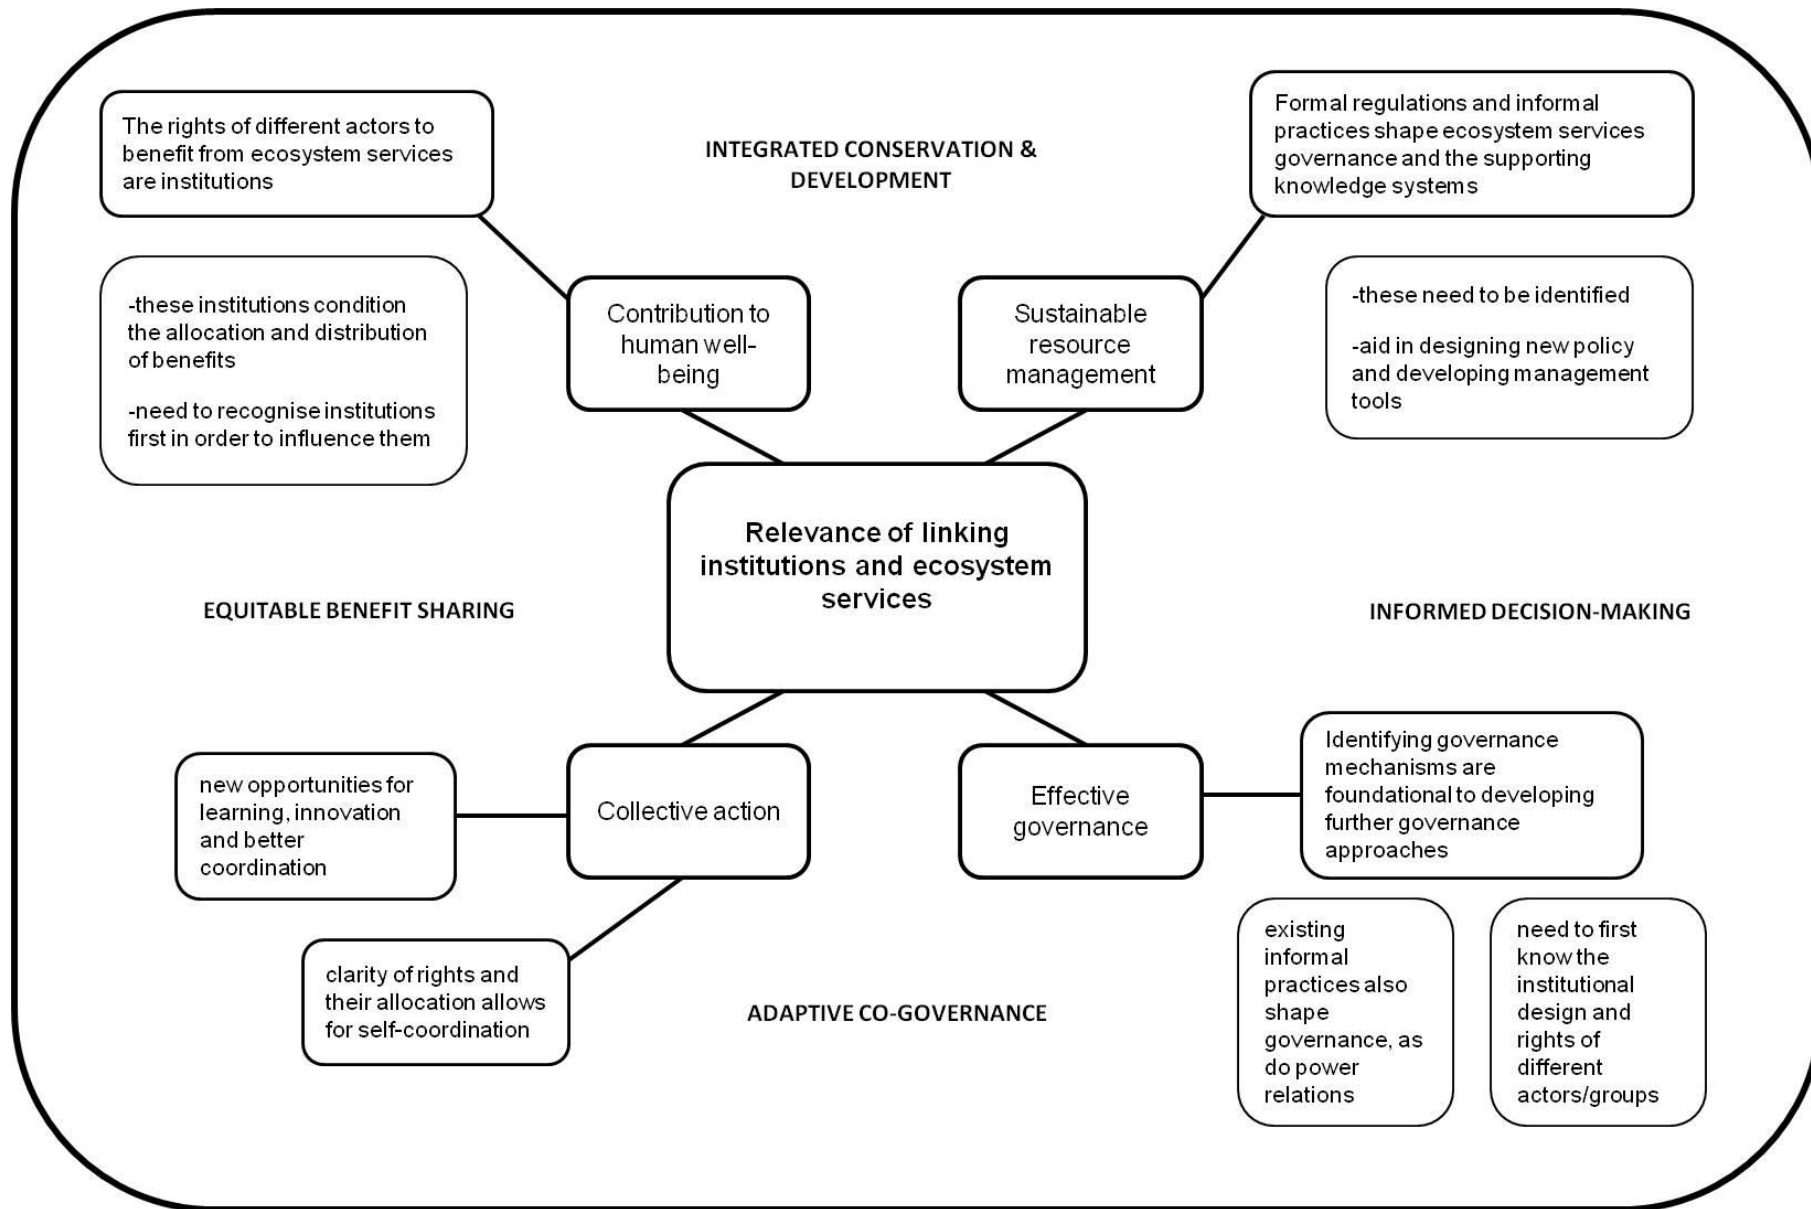 The rights of different actors to
benefit from ecosystem services
are institutions
INTEGRATED CONSERVATION &
DEVELOPMENT
Formal regulations and informal
practices shape ecosystem services
governance and the supporting
knowledge systems
-these institutions condition
the allocation and distribution
of benefits
-need to recognise institutions
first in order to influence them
Contribution to
human well-
being
Sustainable
resource
management
-these need to be identified
-aid in designing new policy
and developing management
tools
Relevance of linking
institutions and ecosystem
services
EQUITABLE BENEFIT SHARING
INFORMED DECISION-MAKING
new opportunities for
learning, innovation
and better
coordination
Collective action
Effective
governance
Identifying governance
mechanisms are
foundational to developing
further governance
approaches
clarity of rights and
their allocation allows
for self-coordination
ADAPTIVE CO-GOVERNANCE
existing
informal
practices also
shape
governance, as
do power
relations
need to first
know the
institutional
design and
rights of
different
actors/groups